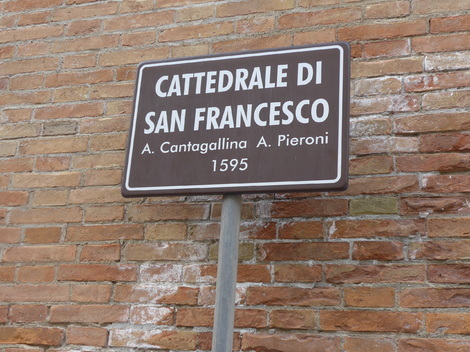 CATTEDRALE DI
SAN FRANCESCO
A. Cantagallina A. Pieroni
1595